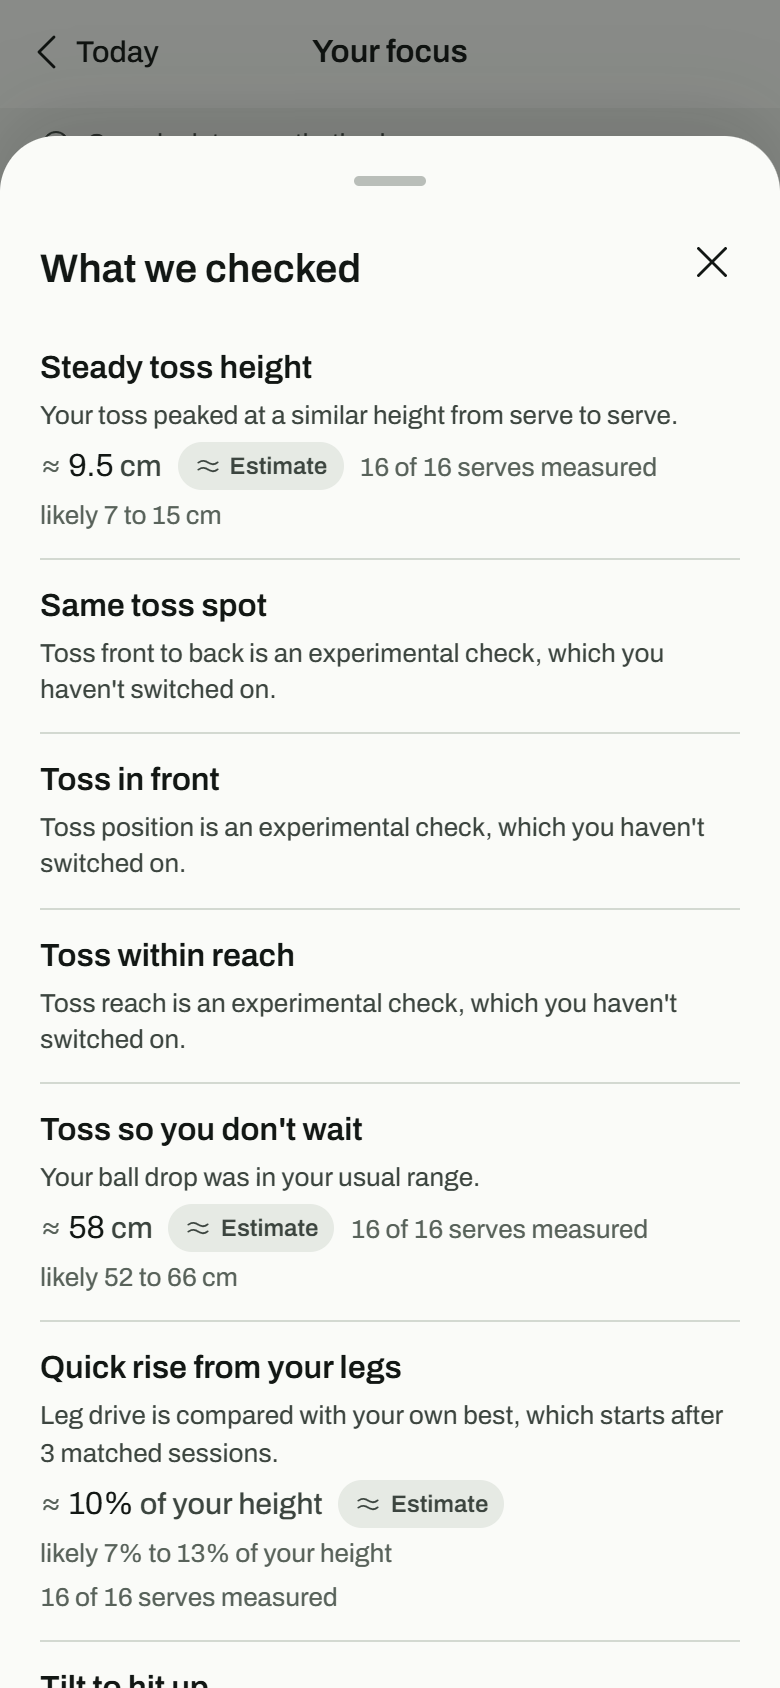 Today
Your focus
What we checked
Steady toss height
Your toss peaked at a similar height from serve to serve.
≈ 9.5 cm ≈ Estimate 16 of 16 serves measured
likely 7 to 15 cm
Same toss spot
Toss front to back is an experimental check, which you
haven't switched on.
Toss in front
Toss position is an experimental check, which you haven't
switched on.
Toss within reach
Toss reach is an experimental check, which you haven't
switched on.
Toss so you don't wait
Your ball drop was in your usual range.
≈ 58 cm ≈ Estimate 16 of 16 serves measured
likely 52 to 66 cm
Quick rise from your legs
Leg drive is compared with your own best, which starts after
3 matched sessions.
≈ 10% of your height ≈ Estimate
likely 7% to 13% of your height
16 of 16 serves measured
Tilt to hit up